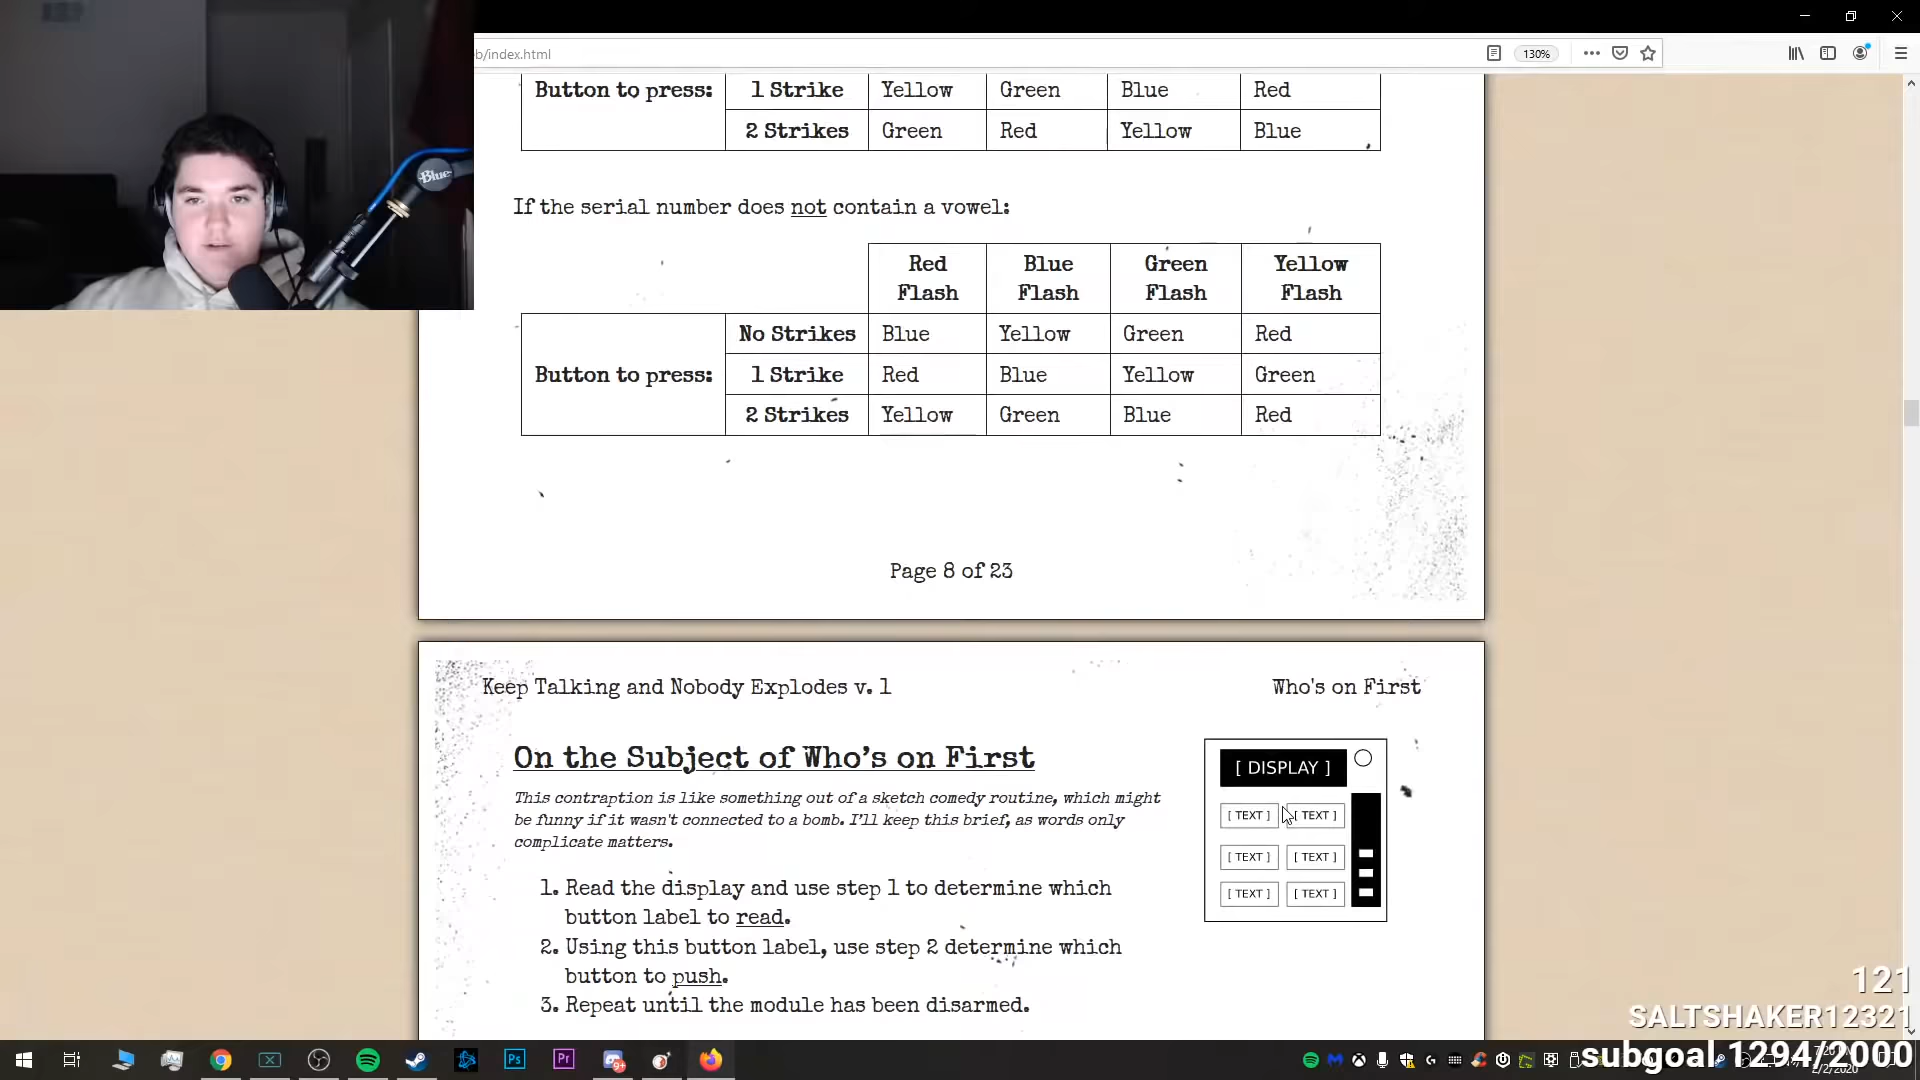 b/index.html
130%
Blue
Button to press: 1 Strike Yellow Green Blue Red
2 Strikes Green Red Yellow Blue
If the serial number does not contain a vowel:
Red Flash Blue Flash Green Flash Yellow Flash
No Strikes Blue Yellow Green Red
Button to press: 1 Strike Red Blue Yellow Green
2 Strikes Yellow Green Blue Red
Page 8 of 23
Keep Talking and Nobody Explodes v. 1
Who's on First
On the Subject of Who's on First
This contraption is like something out of a sketch comedy routine, which might
be funny if it wasn't connected to a bomb. I'll keep this brief, as words only
complicate matters.
[ DISPLAY ]
[ TEXT ] [ TEXT ]
[ TEXT ] [ TEXT ]
[ TEXT ] [ TEXT ]
1. Read the display and use step 1 to determine which
button label to read.
2. Using this button label, use step 2 determine which
button to push.
3. Repeat until the module has been disarmed.
121
SALTSHAKER12321
subgoal 1294/2000
Ps
Pr
9+
2/2/2020